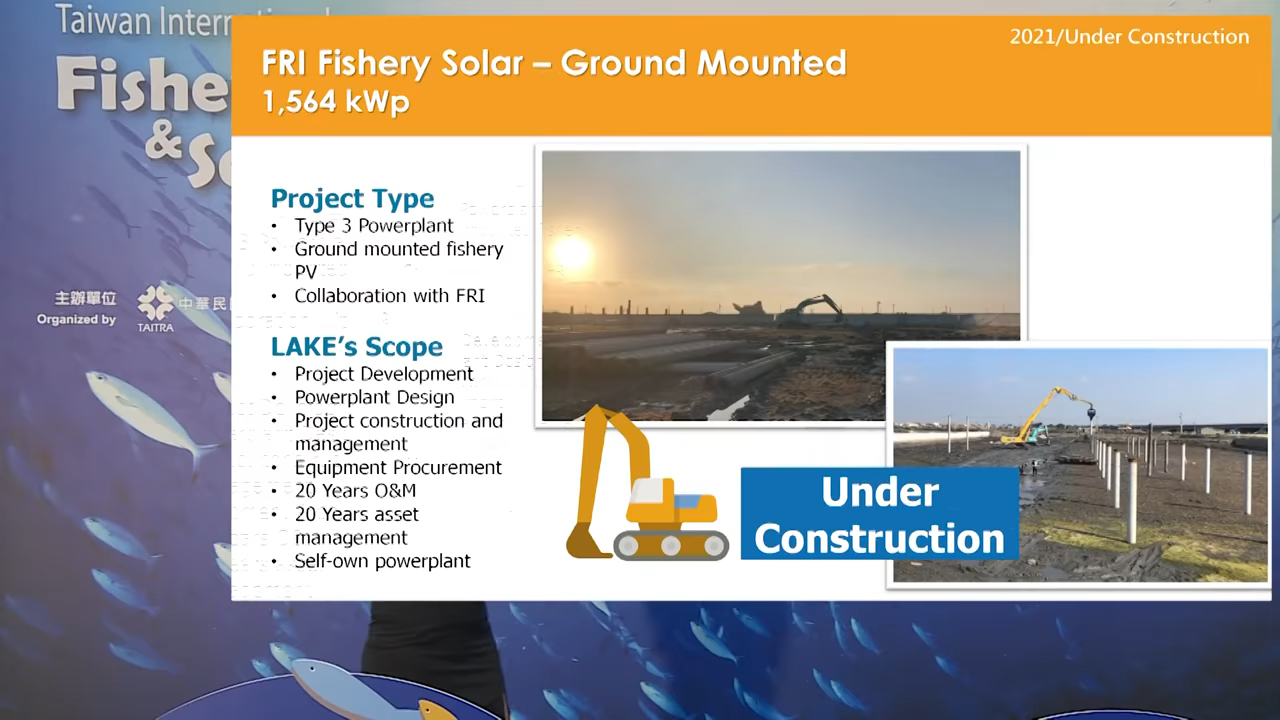 Taiwan Intern
Fishe
& S
主辦單位
Organized by
TAITRA
中華民
2021/Under Construction
FRI Fishery Solar – Ground Mounted
1,564 kWp
Project Type
• Type 3 Powerplant
• Ground mounted fishery
PV
• Collaboration with FRI
LAKE's Scope
• Project Development
• Powerplant Design
• Project construction and
management
• Equipment Procurement
• 20 Years O&M
• 20 Years asset
management
• Self-own powerplant
Under
Construction